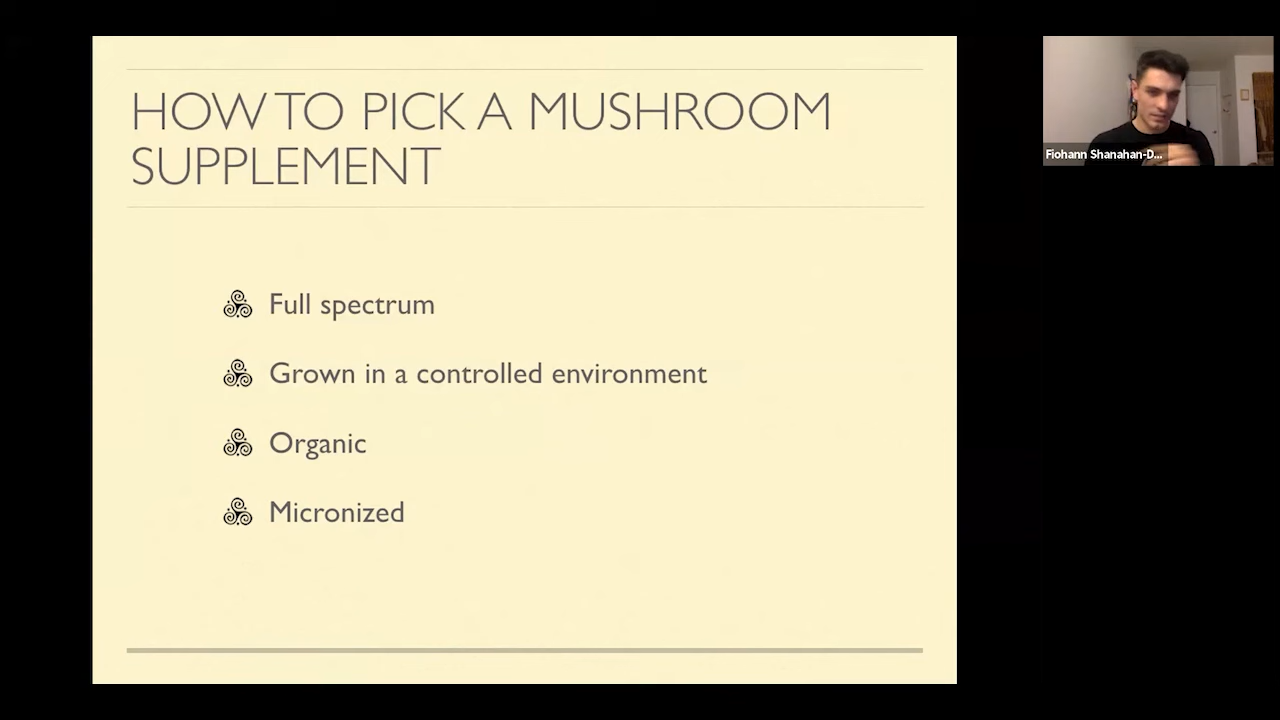 HOW TO PICK A MUSHROOM
SUPPLEMENT
Full spectrum
Grown in a controlled environment
Organic
Micronized
Fiohann Shanahan-D...